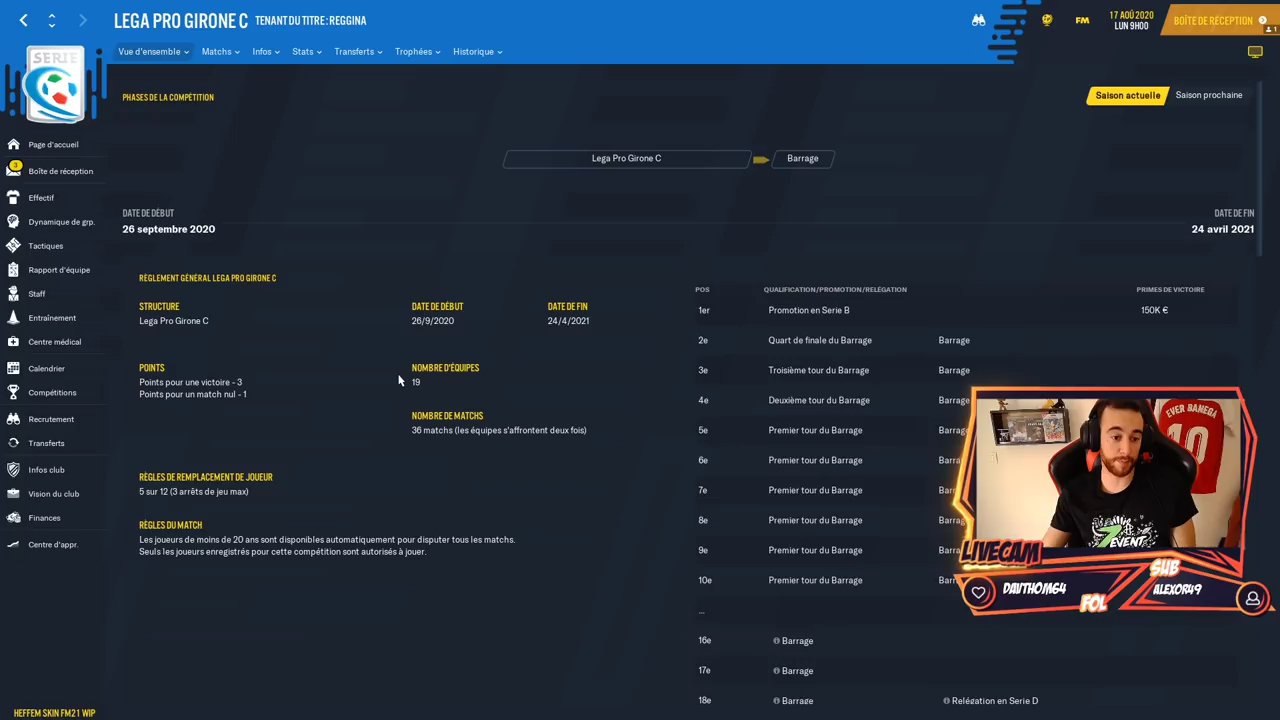 LEGA PRO GIRONE C TENANT DU TITRE : REGGINA
FM
17 AOÛ 2020
LUN 9H00
BOÎTE DE RÉCEPTION
1
Vue d'ensemble Matchs Infos Stats Transferts Trophées Historique
SERIE
C
PHASES DE LA COMPÉTITION
Saison actuelle Saison prochaine
Page d'accueil
3
Boîte de réception
Effectif
Dynamique de grp.
Tactiques
Rapport d'équipe
Staff
Entraînement
Centre médical
Calendrier
Compétitions
Recrutement
Transferts
Infos club
Vision du club
Finances
Centre d'appr.
HEFFEM SKIN FM21 WIP
Lega Pro Girone C Barrage
DATE DE DÉBUT DATE DE FIN
26 septembre 2020 24 avril 2021
RÈGLEMENT GÉNÉRAL LEGA PRO GIRONE C
STRUCTURE DATE DE DÉBUT DATE DE FIN
Lega Pro Girone C 26/9/2020 24/4/2021
POINTS NOMBRE D'ÉQUIPES
Points pour une victoire - 3 19
Points pour un match nul - 1
NOMBRE DE MATCHS
36 matchs (les équipes s'affrontent deux fois)
RÈGLES DE REMPLACEMENT DE JOUEUR
5 sur 12 (3 arrêts de jeu max)
RÈGLES DU MATCH
Les joueurs de moins de 20 ans sont disponibles automatiquement pour disputer tous les matchs.
Seuls les joueurs enregistrés pour cette compétition sont autorisés à jouer.
POS QUALIFICATION/PROMOTION/RELÉGATION PRIMES DE VICTOIRE
1er Promotion en Serie B 150K €
2e Quart de finale du Barrage Barrage
3e Troisième tour du Barrage Barrage
4e Deuxième tour du Barrage Barrage
5e Premier tour du Barrage
6e Premier tour du Barrage
7e Premier tour du Barrage
8e Premier tour du Barrage
9e Premier tour du Barrage
10e Premier tour du Barrage
...
16e Barrage
17e Barrage
18e Barrage Relégation en Serie D
EVER BANEGA
10
7 EVENT
LIVECAM
DAVTHOM64
FOL
SUB
ALEXOR49